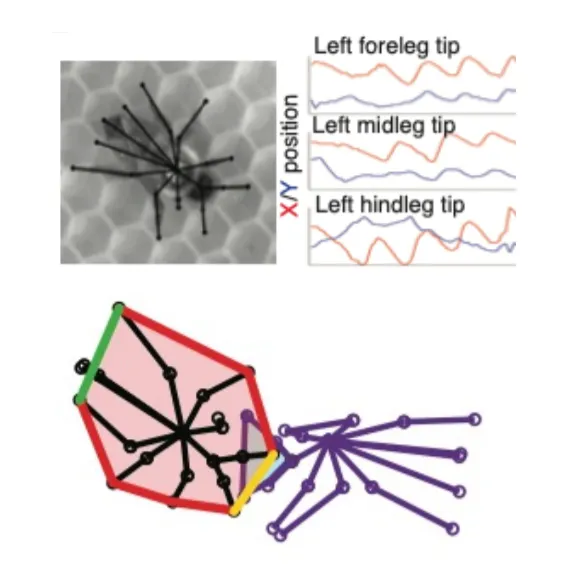 Left foreleg tip
Left midleg tip
X/Y position
Left hindleg tip